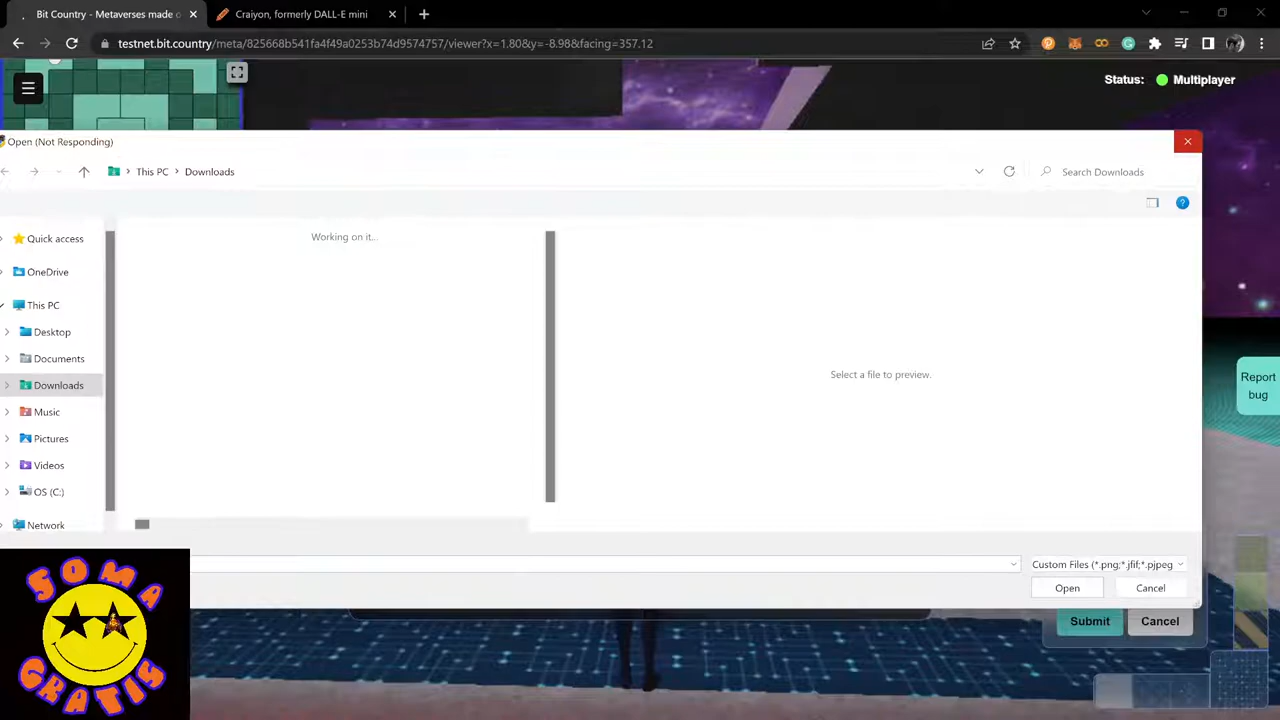 Bit Country - Metaverses made o
Craiyon, formerly DALL-E mini
testnet.bit.country/meta/825668b541fa4f49a0253b74d9574757/viewer?x=1.80&y=-8.98&facing=357.12
Status: Multiplayer
Open (Not Responding)
This PC > Downloads
Search Downloads
Quick access
Working on it...
OneDrive
This PC
Desktop
Documents
Select a file to preview.
Downloads
Report
bug
Music
Pictures
Videos
OS (C:)
Network
Custom Files (*.png;*.jfif;*.pjpeg
Open
Cancel
Submit
Cancel
SOMA
GRATIS